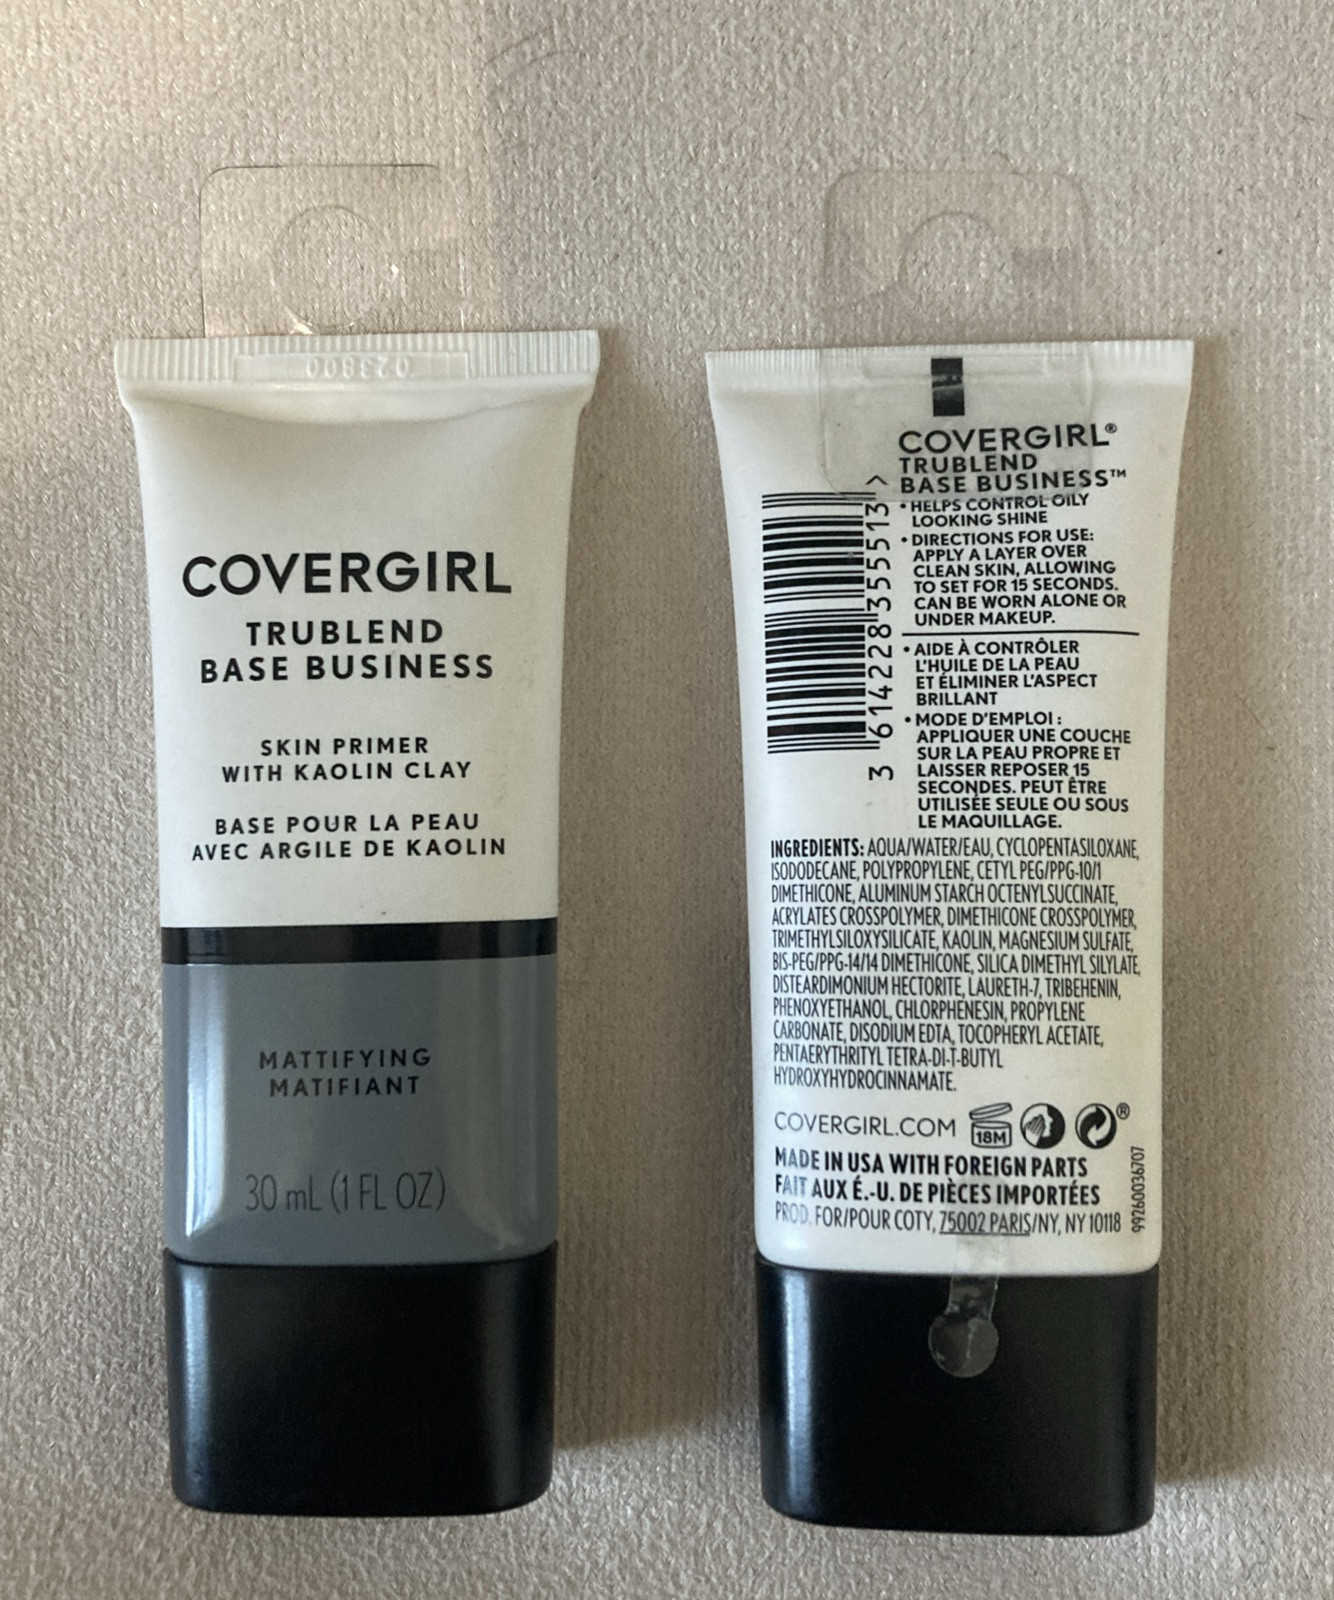 023800
COVERGIRL
TRUBLEND
BASE BUSINESS
SKIN PRIMER
WITH KAOLIN CLAY
BASE POUR LA PEAU
AVEC ARGILE DE KAOLIN
MATTIFYING
MATIFIANT
30 mL (1 FL OZ)
COVERGIRL®
TRUBLEND
BASE BUSINESS™
• HELPS CONTROL OILY
LOOKING SHINE
• DIRECTIONS FOR USE:
APPLY A LAYER OVER
CLEAN SKIN, ALLOWING
TO SET FOR 15 SECONDS.
CAN BE WORN ALONE OR
UNDER MAKEUP.
• AIDE À CONTRÔLER
L'HUILE DE LA PEAU
ET ÉLIMINER L'ASPECT
BRILLANT
• MODE D'EMPLOI :
APPLIQUER UNE COUCHE
SUR LA PEAU PROPRE ET
LAISSER REPOSER 15
SECONDES. PEUT ÊTRE
UTILISÉE SEULE OU SOUS
LE MAQUILLAGE.
3 614228 355513 >
INGREDIENTS: AQUA/WATER/EAU, CYCLOPENTASILOXANE,
ISODODECANE, POLYPROPYLENE, CETYL PEG/PPG-10/1
DIMETHICONE, ALUMINUM STARCH OCTENYLSUCCINATE,
ACRYLATES CROSSPOLYMER, DIMETHICONE CROSSPOLYMER,
TRIMETHYLSILOXYSILICATE, KAOLIN, MAGNESIUM SULFATE,
BIS-PEG/PPG-14/14 DIMETHICONE, SILICA DIMETHYL SILYLATE,
DISTEARDIMONIUM HECTORITE, LAURETH-7, TRIBEHENIN,
PHENOXYETHANOL, CHLORPHENESIN, PROPYLENE
CARBONATE, DISODIUM EDTA, TOCOPHERYL ACETATE,
PENTAERYTHRITYL TETRA-DI-T-BUTYL
HYDROXYHYDROCINNAMATE.
COVERGIRL.COM 18M ®
MADE IN USA WITH FOREIGN PARTS
FAIT AUX É.-U. DE PIÈCES IMPORTÉES
PROD. FOR/POUR COTY, 75002 PARIS/NY, NY 10118
99260036707